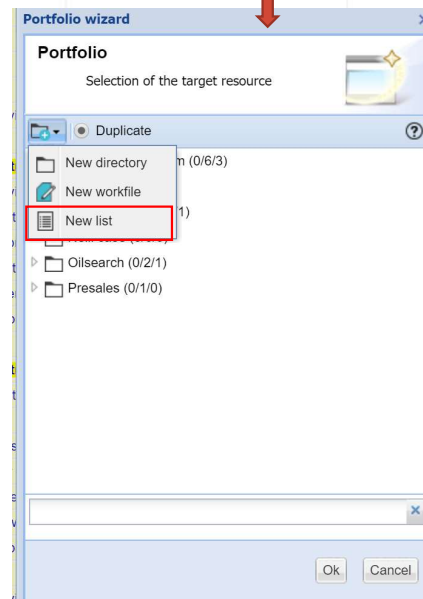 Portfolio wizard
Portfolio
Selection of the target resource
Duplicate
New directory
(0/6/3)
New workfile
1)
New list
Oilsearch (0/2/1)
Presales (0/1/0)
Ok Cancel